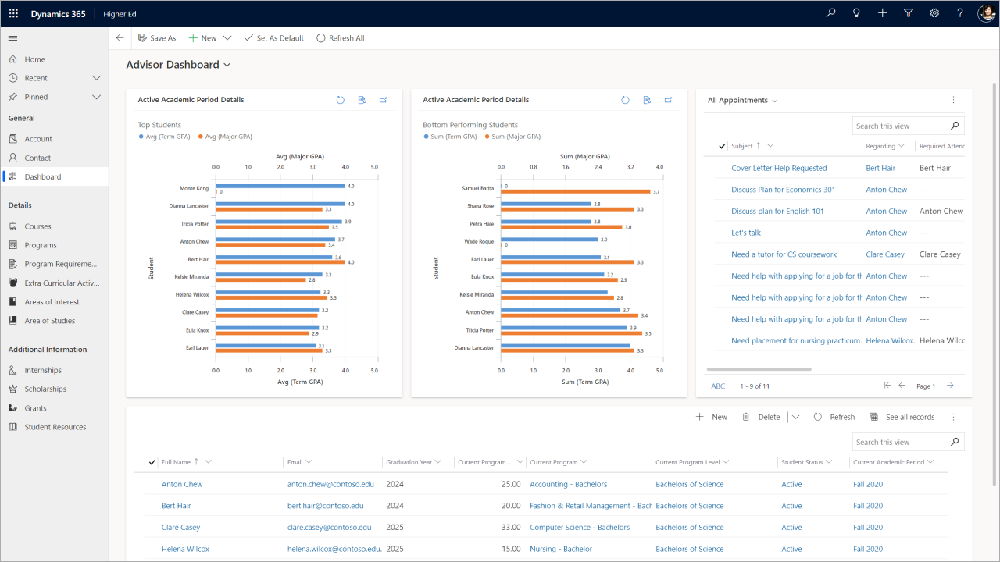 Dynamics 365 Higher Ed
Save As New Set As Default Refresh All
Home
Recent
Pinned
General
Account
Contact
Dashboard
Details
Courses
Programs
Program Requireme...
Extra Curricular Activ...
Areas of Interest
Area of Studies
Additional Information
Internships
Scholarships
Grants
Student Resources
Advisor Dashboard
Active Academic Period Details
Top Students
Avg (Term GPA) Avg (Major GPA)
Avg (Major GPA)
0.0 1.0 2.0 3.0 4.0 5.0
Student
Monte Kong 4.0 0
Dianna Lancaster 4.0 3.3
Tricia Potter 3.9 3.5
Anton Chew 3.7 3.4
Bert Hair 3.6 4.0
Kelsie Miranda 3.3 2.8
Helena Wilcox 3.3 3.5
Clare Casey 3.2
Eula Knox 3.2 2.9
Earl Lauer 3.1 3.3
0.0 1.0 2.0 3.0 4.0 5.0
Avg (Term GPA)
Active Academic Period Details
Bottom Performing Students
Sum (Term GPA) Sum (Major GPA)
Sum (Major GPA)
0.0 0.8 1.6 2.4 3.2 4.0
Student
Samuel Barba 0 3.7
Shana Rose 2.8 3.3
Petra Hale 2.8 3.0
Wade Roque 3.0 0
Earl Lauer 3.1 3.3
Eula Knox 3.2 2.9
Kelsie Miranda 2.8
Anton Chew 3.7 3.4
Tricia Potter 3.9 3.5
Dianna Lancaster 3.3
0.0 1.0 2.0 3.0 4.0 5.0
Sum (Term GPA)
All Appointments
Search this view
Subject Regarding Required Attend
Cover Letter Help Requested Bert Hair Bert Hair
Discuss Plan for Economics 301 Anton Chew ---
Discuss plan for English 101 Anton Chew Anton Chew
Let's talk Anton Chew ---
Need a tutor for CS coursework Clare Casey Clare Casey
Need help with applying for a job for th Anton Chew ---
Need help with applying for a job for th Anton Chew ---
Need help with applying for a job for th Anton Chew ---
Need placement for nursing practicum. Helena Wilcox. Helena Wilco
ABC 1 - 9 of 11 Page 1
New Delete Refresh See all records
Search this view
Full Name Email Graduation Year Current Program ... Current Program Current Program Level Student Status Current Academic Period
Anton Chew anton.chew@contoso.edu 2024 25.00 Accounting - Bachelors Bachelors of Science Active Fall 2020
Bert Hair bert.hair@contoso.edu 2024 20.00 Fashion & Retail Management - Bach Bachelors of Science Active Fall 2020
Clare Casey clare.casey@contoso.edu 2025 33.00 Computer Science - Bachelors Bachelors of Science Active Fall 2020
Helena Wilcox helena.wilcox@contoso.edu. 2025 15.00 Nursing - Bachelor Bachelors of Science Active Fall 2020